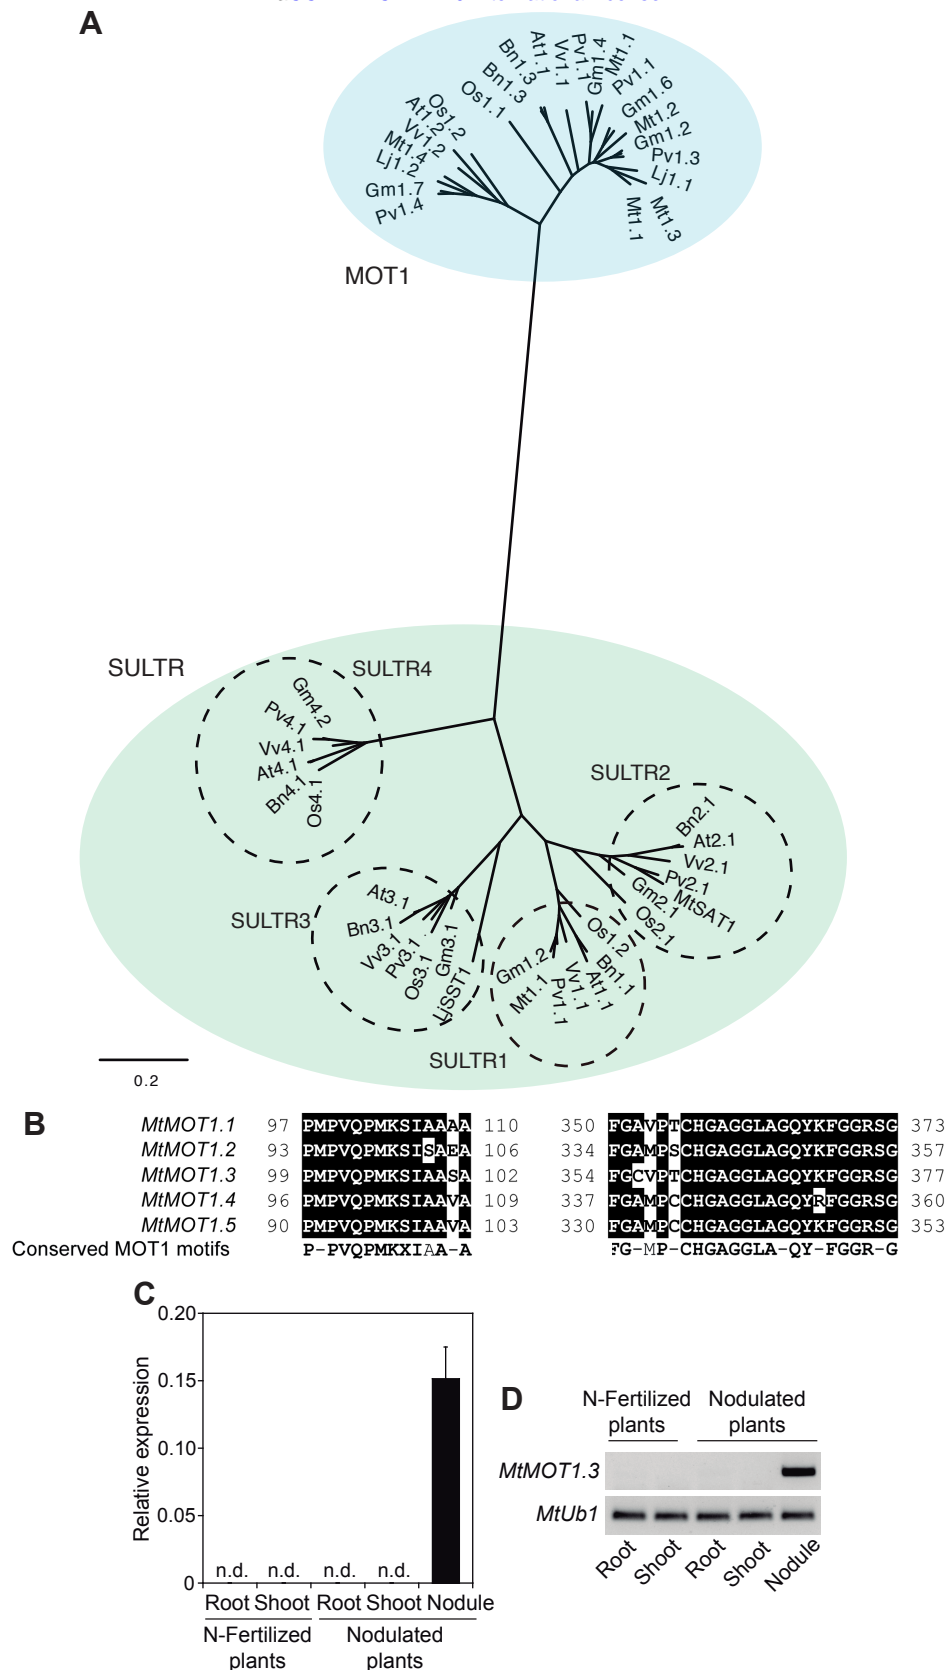 A
Bn1.3
At1.1
Vv1.1
Pv1.1
Gm1.4
Mt1.1
Bn1.3
Pv1.1
Os1.1
Gm1.6
Os1.2
At1.2
Mt1.2
Vv1.2
Gm1.2
Mt1.4
Pv1.3
Lj1.2
Lj1.1
Gm1.7
Pv1.4
Mt1.1
Mt1.3
MOT1
SULTR
SULTR4
Gm4.2
Pv4.1
Vv4.1
At4.1
Bn4.1
Os4.1
SULTR2
Bn2.1
At2.1
Vv2.1
Pv2.1
MtSAT1
Gm2.1
Os2.1
SULTR3
At3.1
Bn3.1
Vv3.1
Pv3.1
Os3.1
Gm3.1
LjSST1
Os1.2
Gm1.2
Bn1.1
Mt1.1
Pv1.1
Vv1.1
At1.1
SULTR1
0.2
B
MtMOT1.1 97 PMPVQPMKSIAAAA 110 350 FGAVPTCHGAGGLAGQYKFGGRSG 373
MtMOT1.2 93 PMPVQPMKSISAEA 106 334 FGAMPSCHGAGGLAGQYKFGGRSG 357
MtMOT1.3 99 PMPVQPMKSIAASA 102 354 FGCVPTCHGAGGLAGQYKFGGRSG 377
MtMOT1.4 96 PMPVQPMKSIAAVA 109 337 FGAMPCCHGAGGLAGQYRFGGRSG 360
MtMOT1.5 90 PMPVQPMKSIAAVA 103 330 FGAMPCCHGAGGLAGQYKFGGRSG 353
Conserved MOT1 motifs P-PVQPMKXIAA-A FG-MP-CHGAGGLA-QY-FGGR-G
C
Relative expression
0.20
0.15
0.10
0.05
0
n.d. n.d. n.d. n.d.
Root Shoot Root Shoot Nodule
N-Fertilized plants
Nodulated plants
D
N-Fertilized plants
Nodulated plants
MtMOT1.3
MtUb1
Root Shoot Root Shoot Nodule